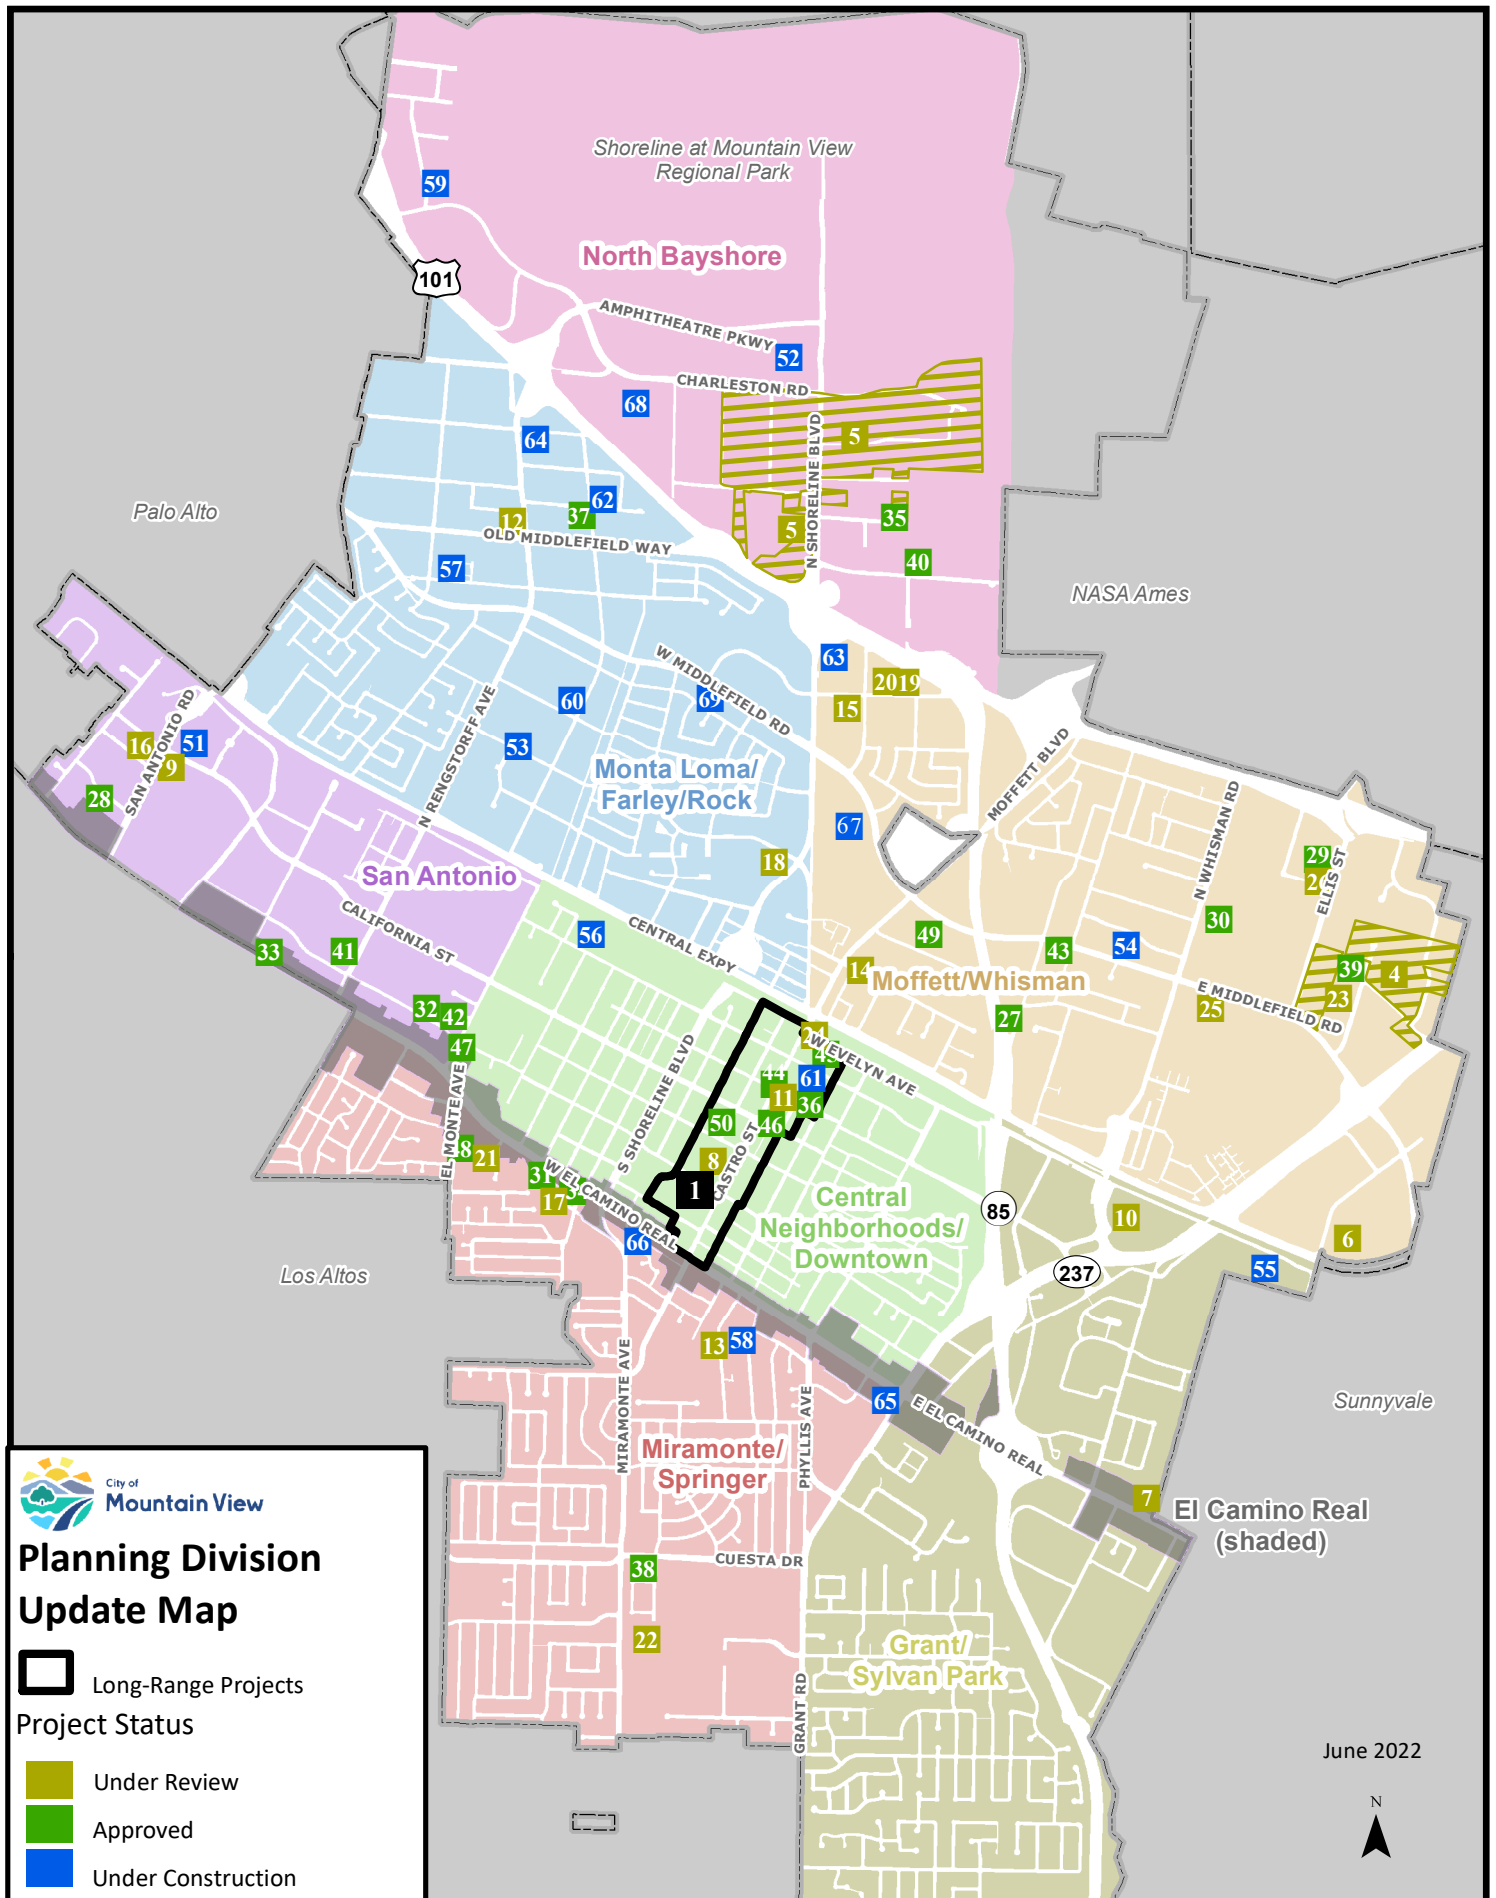 Shoreline at Mountain View
Regional Park
59
North Bayshore
101
AMPHITHEATRE PKWY
52
CHARLESTON RD
68
5
64
N SHORELINE BLVD
62
37
12
35
5
Palo Alto
OLD MIDDLEFIELD WAY
40
57
NASA Ames
W MIDDLEFIELD RD
63
20
19
15
60
69
53
16
51
9
SAN ANTONIO RD
N RENGSTORFF AVE
MOFFETT BLVD
28
Monta Loma/
Farley/Rock
67
N WHISMAN RD
18
29
ELLIS ST
San Antonio
30
CALIFORNIA ST
56
CENTRAL EXPY
49
43
54
33
41
14
Moffett/Whisman
39
4
23
E MIDDLEFIELD RD
25
27
32
42
47
24
W EVELYN AVE
44
61
11
36
46
50
S SHORELINE BLVD
CASTRO ST
8
1
EL MONTE AVE
21
31
17
W EL CAMINO REAL
66
Central
Neighborhoods/
Downtown
85
10
6
237
55
Los Altos
13
58
MIRAMONTE AVE
PHYLLIS AVE
65
E EL CAMINO REAL
Sunnyvale
Miramonte/
Springer
7
El Camino Real
(shaded)
CUESTA DR
38
22
Grant/
Sylvan Park
GRANT RD
City of
Mountain View
Planning Division
Update Map
Long-Range Projects
Project Status
Under Review
Approved
Under Construction
June 2022
N